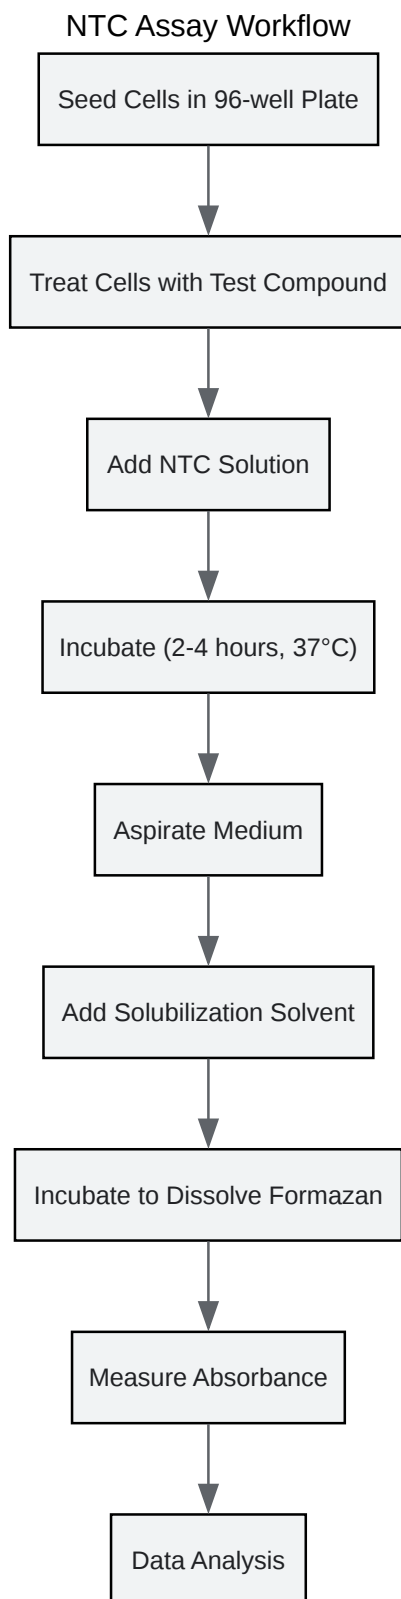 NTC Assay Workflow
Seed Cells in 96-well Plate
Treat Cells with Test Compound
Add NTC Solution
Incubate (2-4 hours, 37°C)
Aspirate Medium
Add Solubilization Solvent
Incubate to Dissolve Formazan
Measure Absorbance
Data Analysis